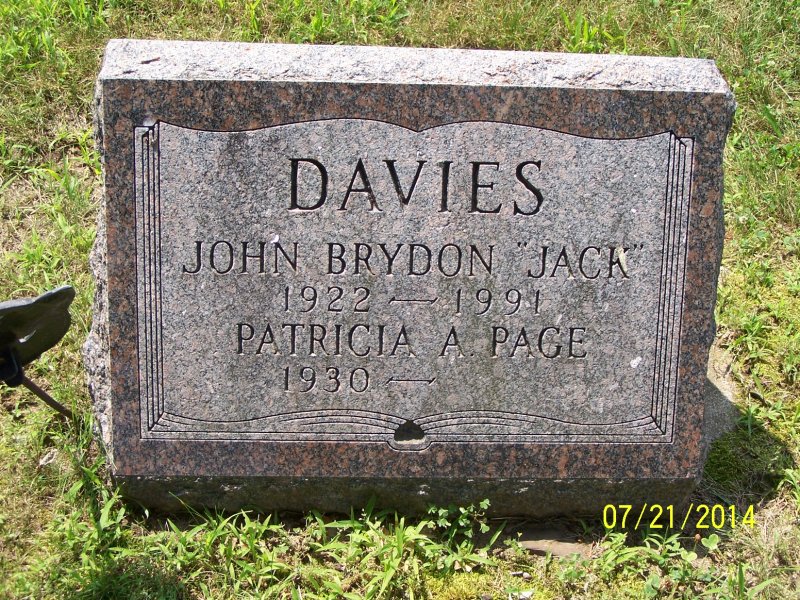 DAVIES
JOHN BRYDON "JACK"
1922 — 1991
PATRICIA A. PAGE
1930 —
07/21/2014